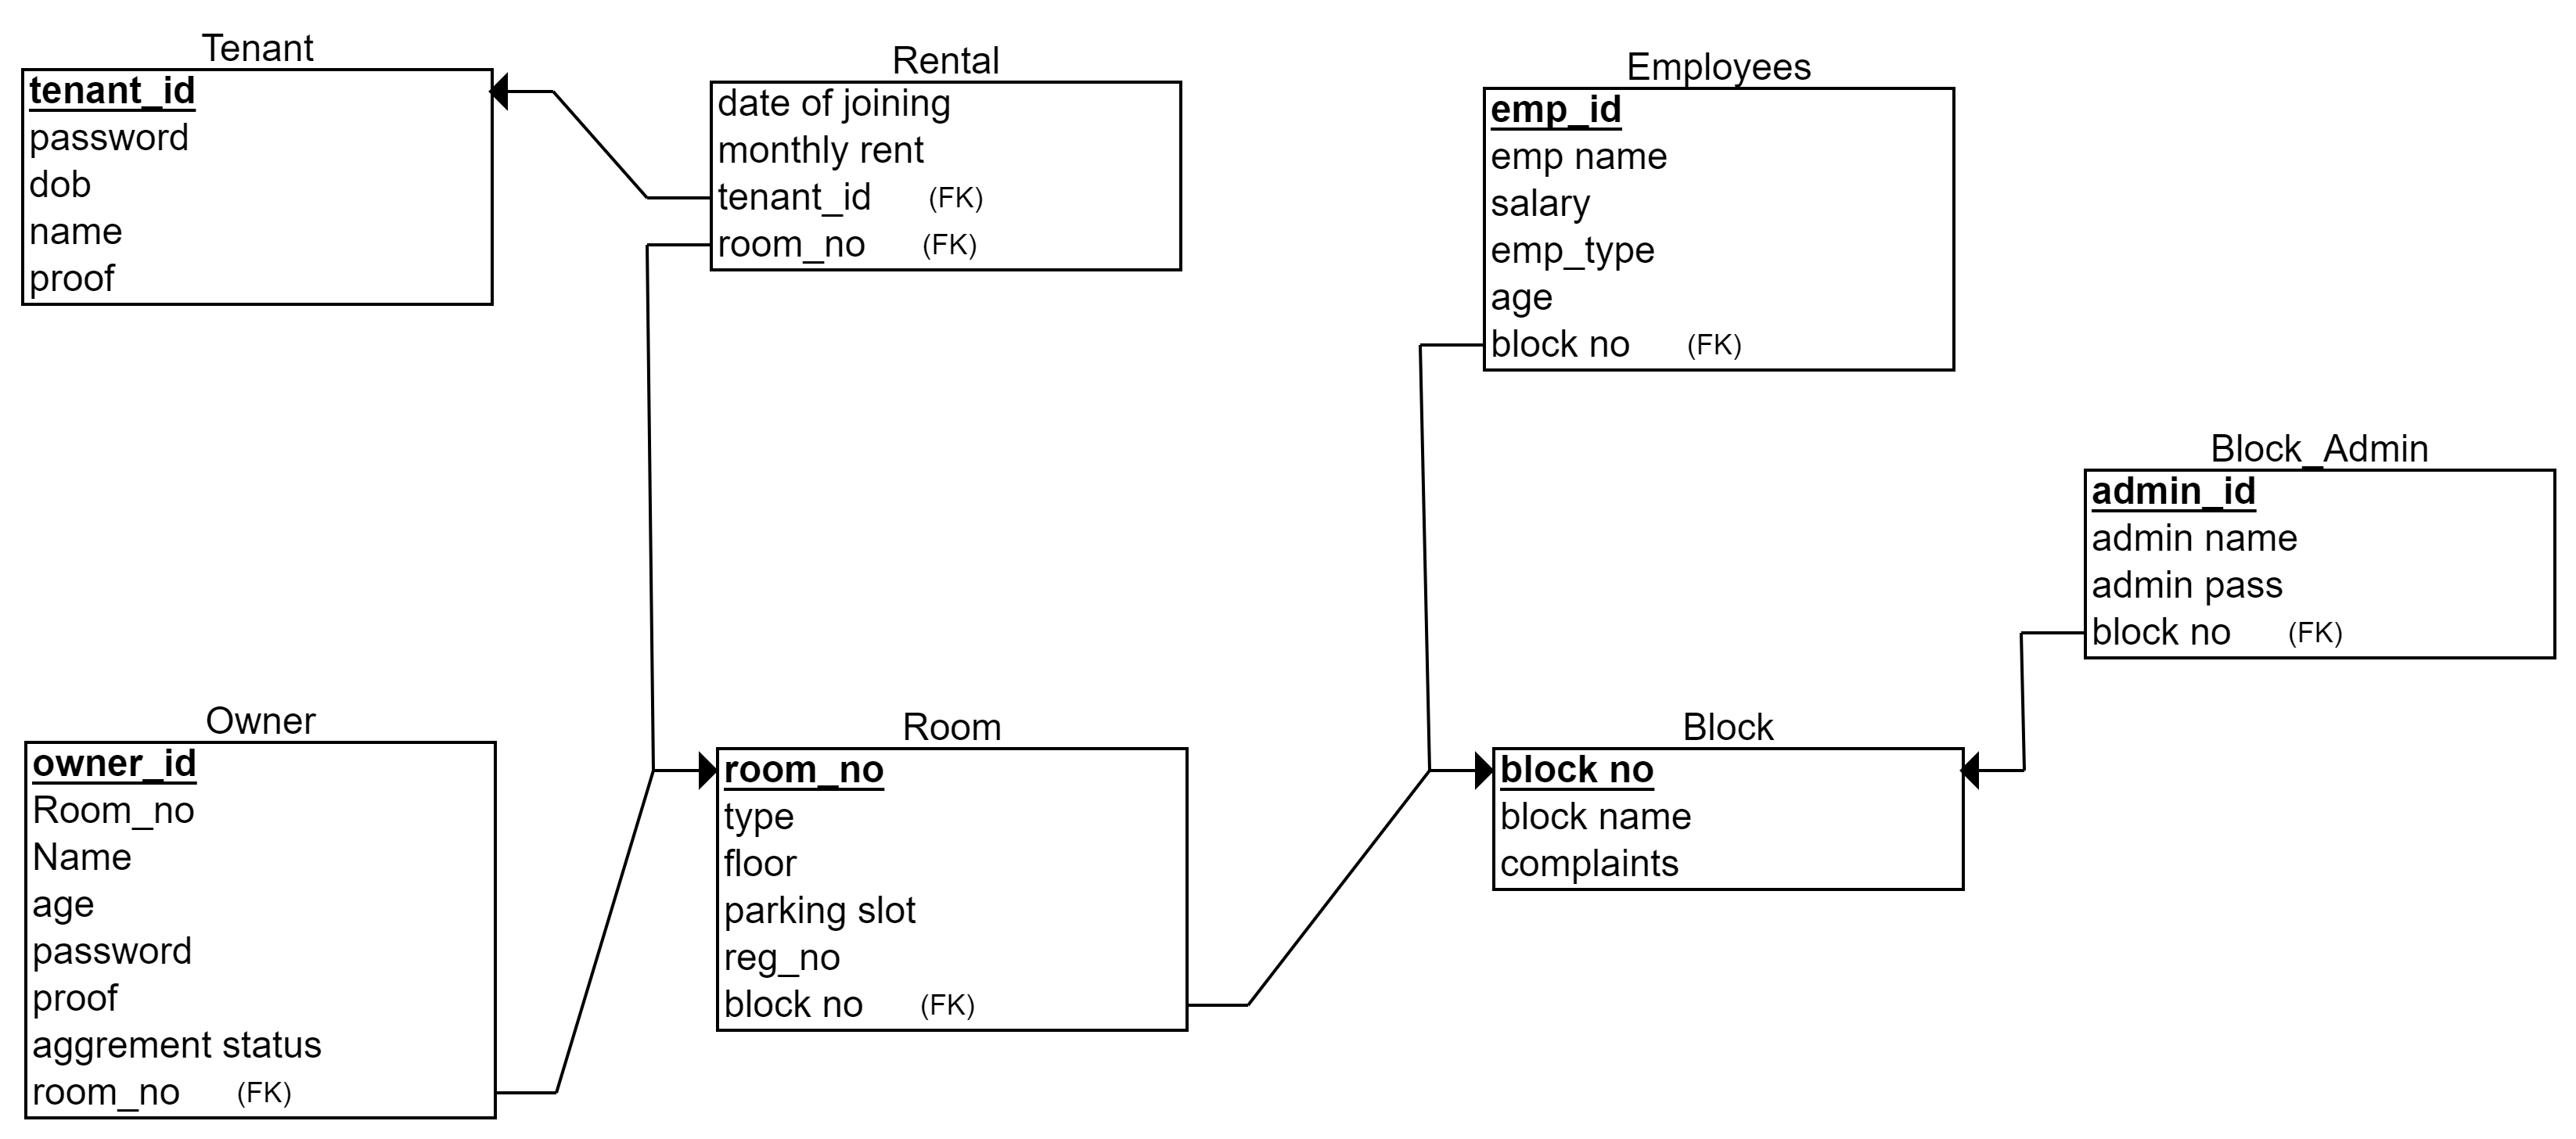 Tenant
tenant_id
password
dob
name
proof
Rental
date of joining
monthly rent
tenant_id (FK)
room_no (FK)
Employees
emp_id
emp name
salary
emp_type
age
block no (FK)
Block_Admin
admin_id
admin name
admin pass
block no (FK)
Owner
owner_id
Room_no
Name
age
password
proof
aggrement status
room_no (FK)
Room
room_no
type
floor
parking slot
reg_no
block no (FK)
Block
block no
block name
complaints